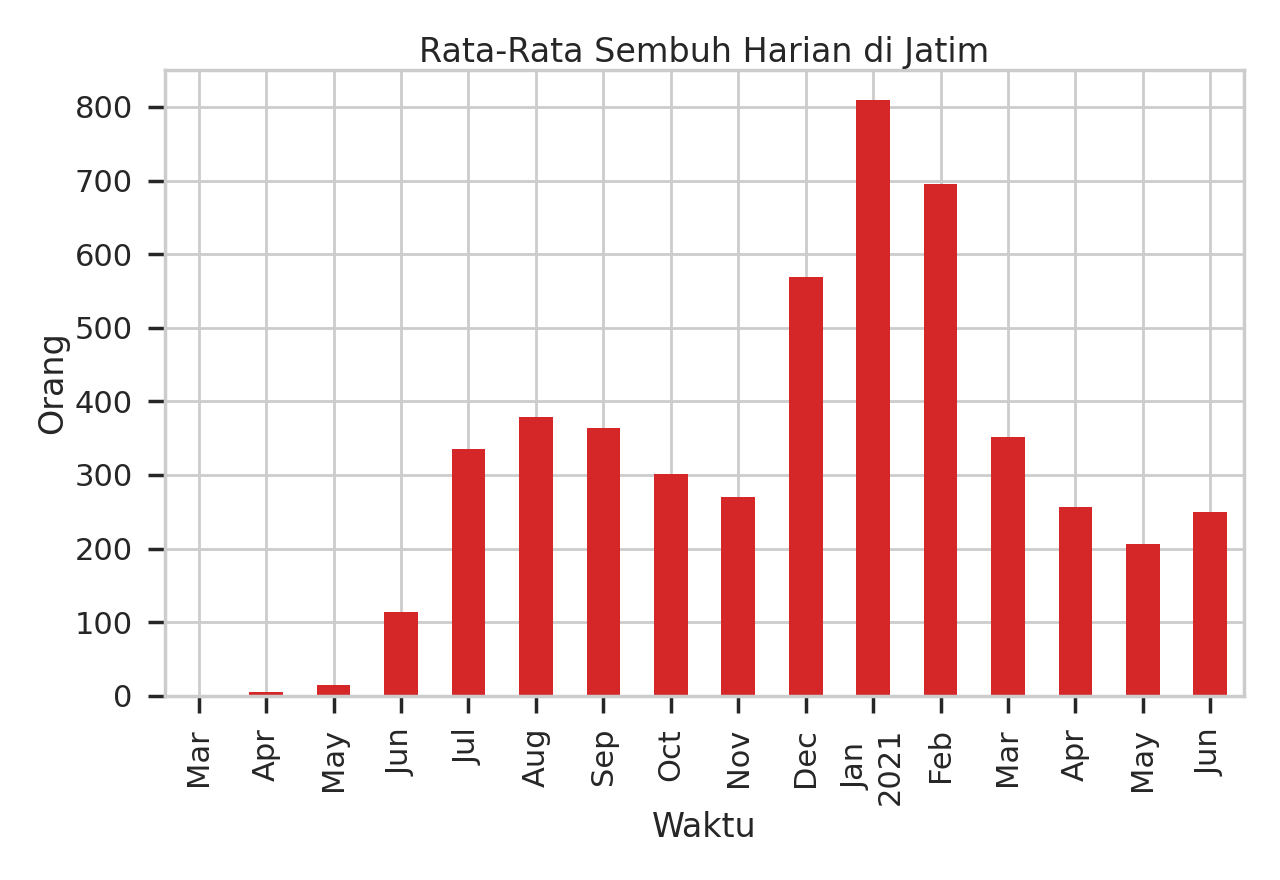 Rata-Rata Sembuh Harian di Jatim
800
700
600
500
400
300
200
100
0
Orang
Mar
Apr
May
Jun
Jul
Aug
Sep
Oct
Nov
Dec
Jan
2021
Feb
Mar
Apr
May
Jun
Waktu